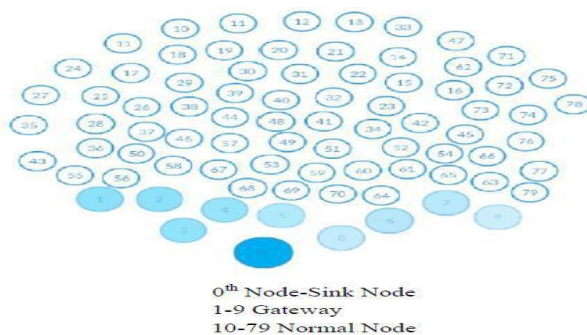 10 11 12 13 33
11 18 19 20 21 14 47
24 17 29 30 31 22 15 62 71
27 25 26 38 39 40 32 23 16 72 75
35 28 37 46 44 48 41 34 42 73 74 78
43 36 50 58 57 49 51 52 54 45 66 76
55 56 67 53 59 60 61 65 63 77
68 69 70 64 79
1 2 4 5 6 7 9
3 8
0th Node-Sink Node
1-9 Gateway
10-79 Normal Node